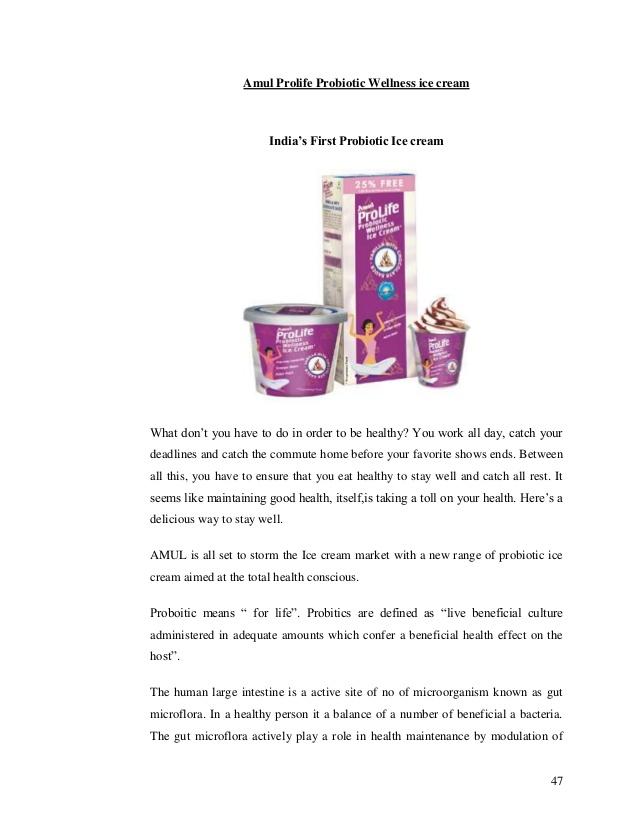 Amul Prolife Probiotic Wellness ice cream
India's First Probiotic Ice cream
25% FREE
Amul
ProLife
Probiotic
Wellness
Ice Cream
VANILLA WITH CHOCOLATE SAUCE
ProLife
Probiotic
Wellness
Ice Cream
ProLife
What don't you have to do in order to be healthy? You work all day, catch your
deadlines and catch the commute home before your favorite shows ends. Between
all this, you have to ensure that you eat healthy to stay well and catch all rest. It
seems like maintaining good health, itself,is taking a toll on your health. Here's a
delicious way to stay well.
AMUL is all set to storm the Ice cream market with a new range of probiotic ice
cream aimed at the total health conscious.
Proboitic means “ for life”. Probitics are defined as “live beneficial culture
administered in adequate amounts which confer a beneficial health effect on the
host”.
The human large intestine is a active site of no of microorganism known as gut
microflora. In a healthy person it a balance of a number of beneficial a bacteria.
The gut microflora actively play a role in health maintenance by modulation of
47